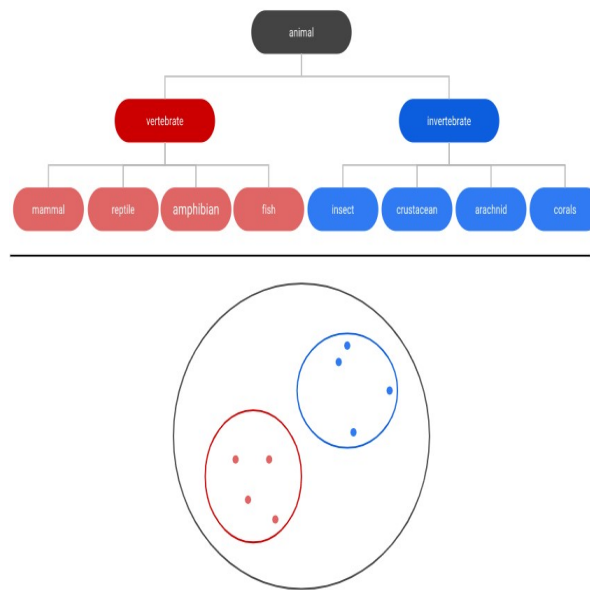 animal
vertebrate invertebrate
mammal reptile amphibian fish insect crustacean arachnid corals